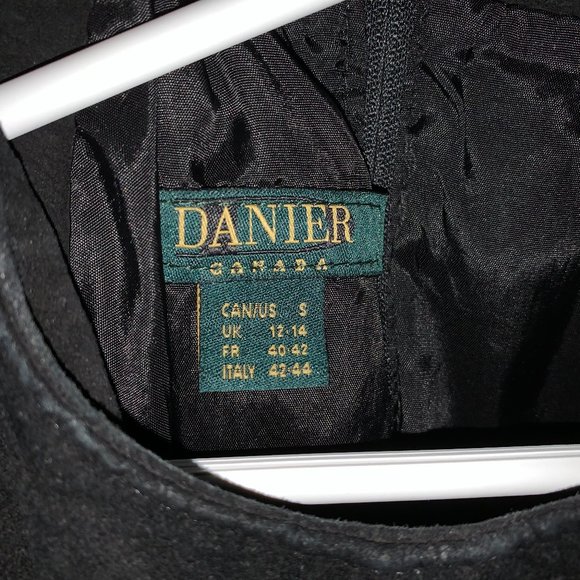 DANIER
CANADA
CAN/US S
UK 12-14
FR 40-42
ITALY 42-44